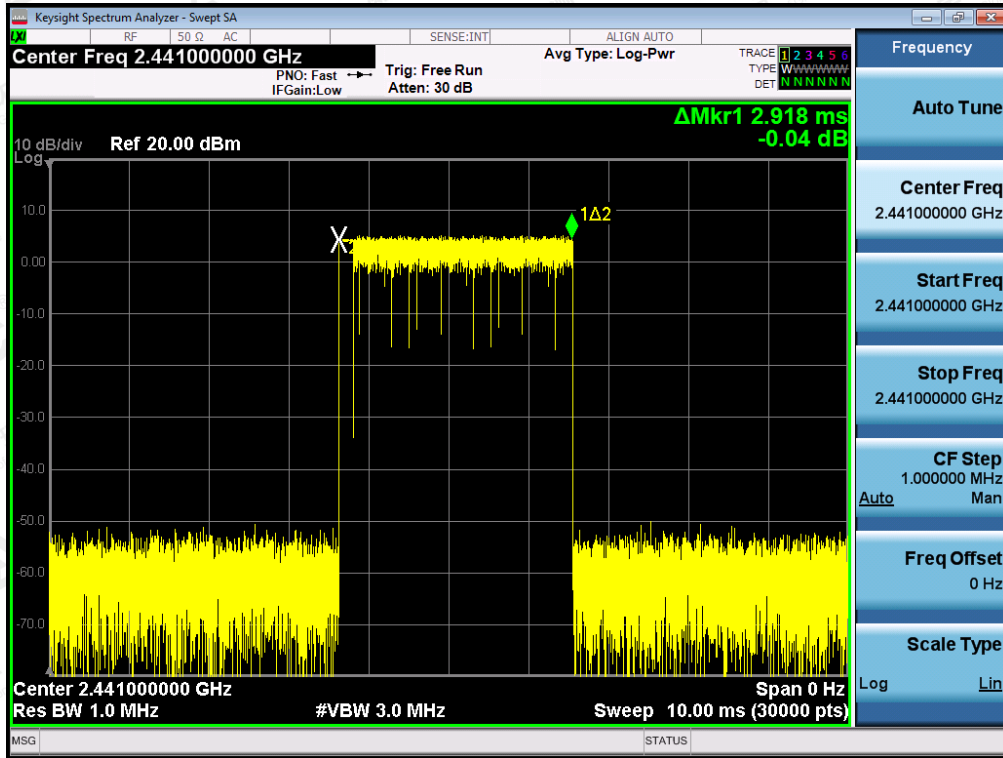 Keysight Spectrum Analyzer - Swept SA
LXI RF 50 Ω AC SENSE:INT ALIGN AUTO
Center Freq 2.441000000 GHz
PNO: Fast
IFGain:Low
Trig: Free Run
Atten: 30 dB
Avg Type: Log-Pwr
TRACE 1 2 3 4 5 6
TYPE W WWWWW
DET N N N N N N
ΔMkr1 2.918 ms
-0.04 dB
10 dB/div Ref 20.00 dBm
Log
10.0
0.00
-10.0
-20.0
-30.0
-40.0
-50.0
-60.0
-70.0
1Δ2
Center 2.441000000 GHz Span 0 Hz
Res BW 1.0 MHz #VBW 3.0 MHz Sweep 10.00 ms (30000 pts)
MSG STATUS
Frequency
Auto Tune
Center Freq
2.441000000 GHz
Start Freq
2.441000000 GHz
Stop Freq
2.441000000 GHz
CF Step
1.000000 MHz
Auto Man
Freq Offset
0 Hz
Scale Type
Log Lin